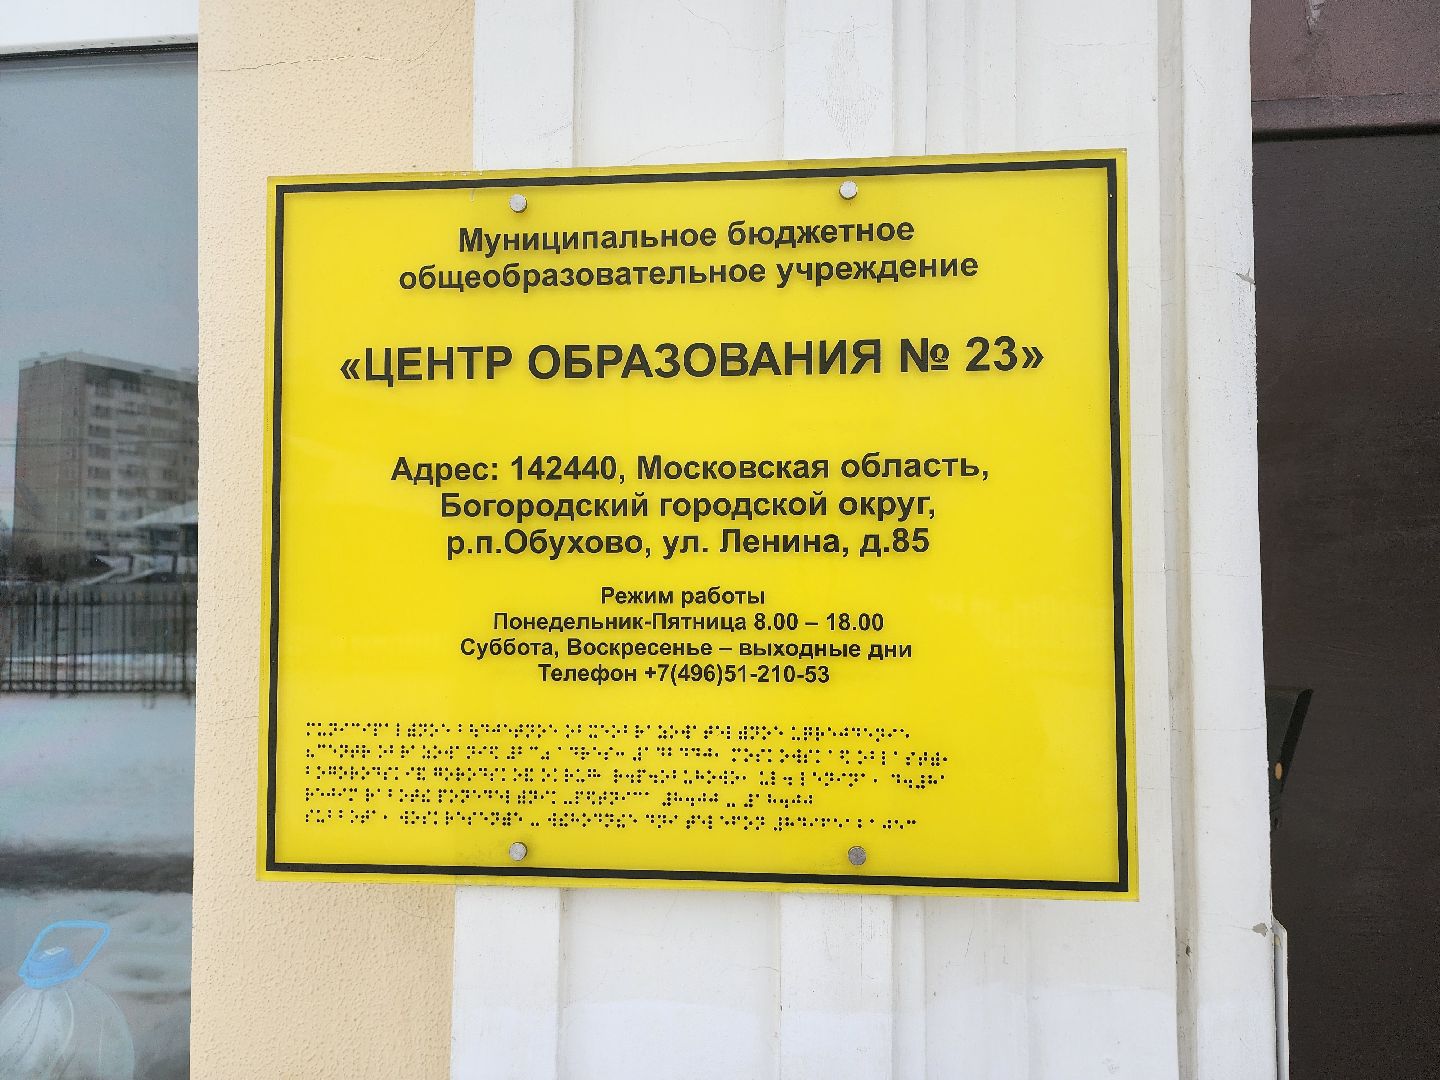 Муниципальное бюджетное
общеобразовательное учреждение
«ЦЕНТР ОБРАЗОВАНИЯ № 23»
Адрес: 142440, Московская область,
Богородский городской округ,
р.п.Обухово, ул. Ленина, д.85
Режим работы
Понедельник-Пятница 8.00 – 18.00
Суббота, Воскресенье – выходные дни
Телефон +7(496)51-210-53